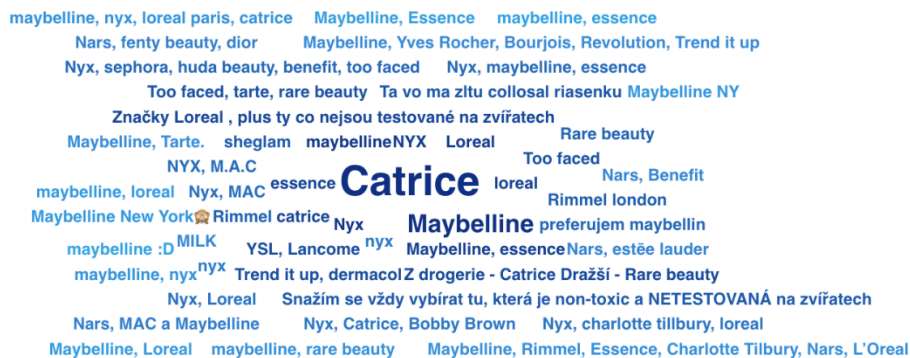 maybelline, nyx, loreal paris, catrice Maybelline, Essence maybelline, essence
Nars, fenty beauty, dior Maybelline, Yves Rocher, Bourjois, Revolution, Trend it up
Nyx, sephora, huda beauty, benefit, too faced Nyx, maybelline, essence
Too faced, tarte, rare beauty Ta vo ma zltu collosal riasenku Maybelline NY
Značky Loreal , plus ty co nejsou testované na zvířatech
Rare beauty
Maybelline, Tarte. sheglam maybelline NYX Loreal
Too faced
NYX, M.A.C
Nars, Benefit
essence Catrice loreal
maybelline, loreal Nyx, MAC
Rimmel london
Maybelline New York🙈 Rimmel catrice
Nyx Maybelline preferujem maybellin
maybelline :D MILK YSL, Lancome nyx Maybelline, essence Nars, estēe lauder
maybelline, nyx nyx Trend it up, dermacol Z drogerie - Catrice Dražší - Rare beauty
Nyx, Loreal Snažím se vždy vybírat tu, která je non-toxic a NETESTOVANÁ na zvířatech
Nars, MAC a Maybelline Nyx, Catrice, Bobby Brown Nyx, charlotte tillbury, loreal
Maybelline, Loreal maybelline, rare beauty Maybelline, Rimmel, Essence, Charlotte Tilbury, Nars, L’Oreal